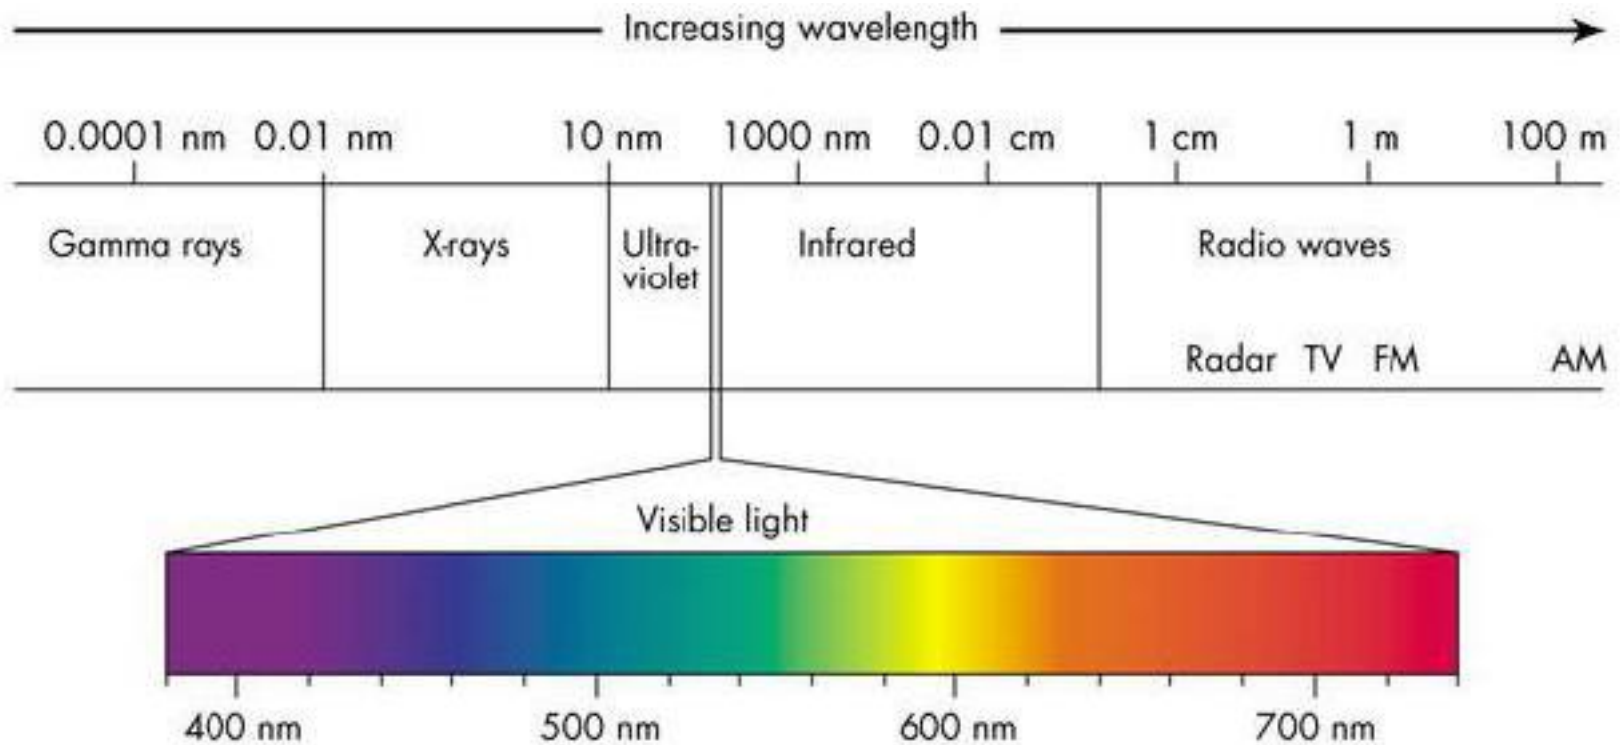 Increasing wavelength
0.0001 nm 0.01 nm 10 nm 1000 nm 0.01 cm 1 cm 1 m 100 m
Gamma rays X-rays Ultra- Infrared Radio waves
violet
Radar TV FM AM
Visible light
400 nm 500 nm 600 nm 700 nm